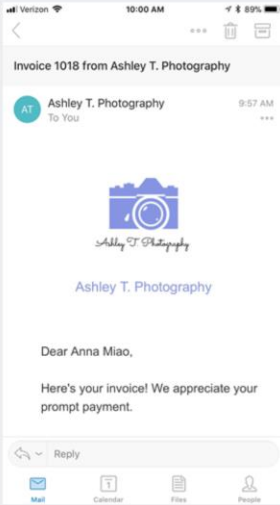 Verizon 10:00 AM 89%
Invoice 1018 from Ashley T. Photography
AT
Ashley T. Photography 9:57 AM
To You
Ashley T. Photography
Ashley T. Photography
Dear Anna Miao,
Here's your invoice! We appreciate your
prompt payment.
Reply
1
Mail Calendar Files People